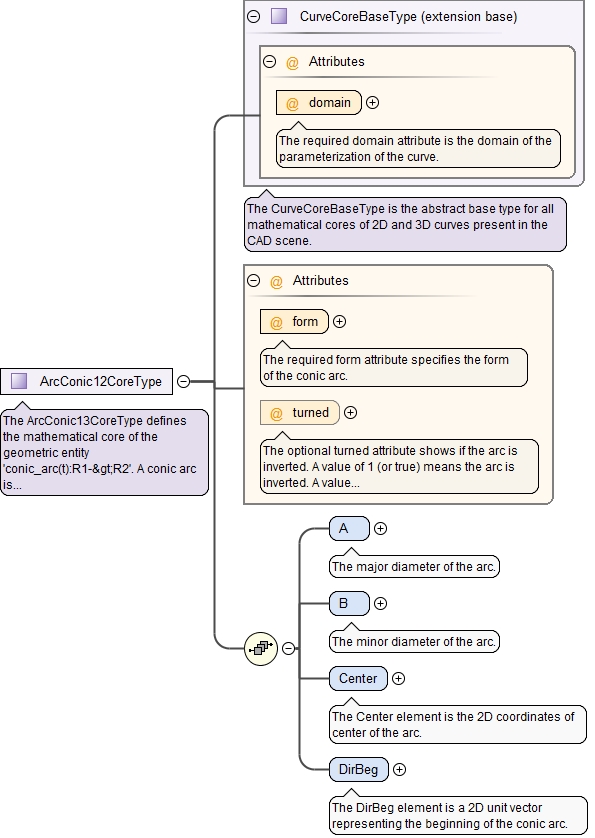 CurveCoreBaseType (extension base)
@ Attributes
@ domain
The required domain attribute is the domain of the
parameterization of the curve.
The CurveCoreBaseType is the abstract base type for all
mathematical cores of 2D and 3D curves present in the
CAD scene.
@ Attributes
@ form
The required form attribute specifies the form
of the conic arc.
@ turned
The optional turned attribute shows if the arc is
inverted. A value of 1 (or true) means the arc is
inverted. A value...
ArcConic12CoreType
The ArcConic13CoreType defines
the mathematical core of the
geometric entity
'conic_arc(t):R1-&gt;R2'. A conic arc
is...
A
The major diameter of the arc.
B
The minor diameter of the arc.
Center
The Center element is the 2D coordinates of
center of the arc.
DirBeg
The DirBeg element is a 2D unit vector
representing the beginning of the conic arc.